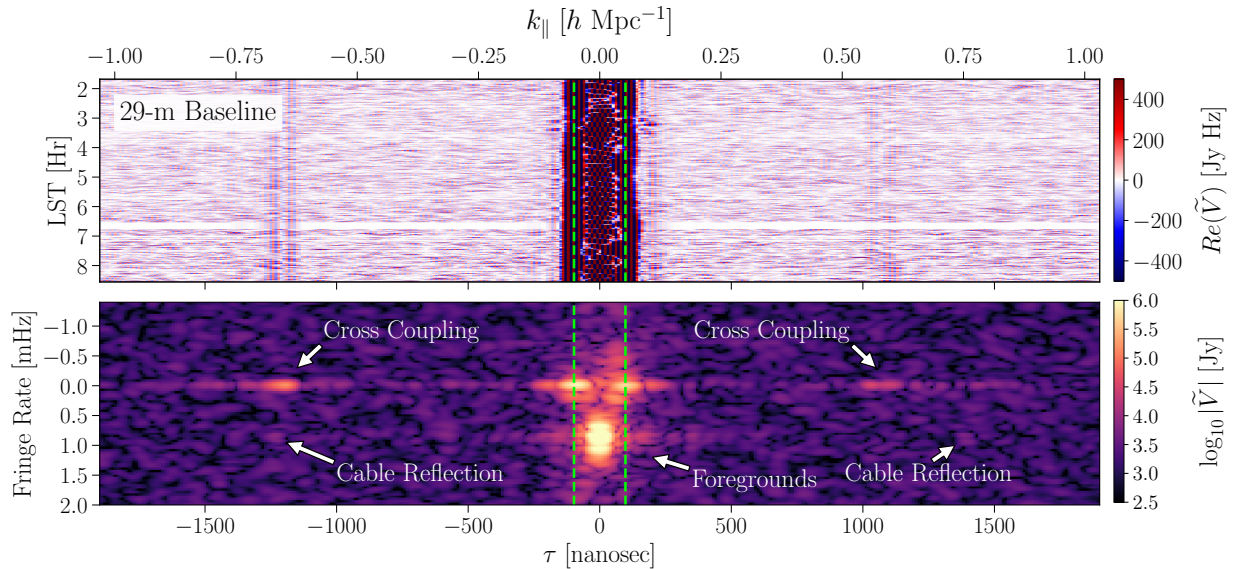 k∥ [h Mpc⁻¹]
−1.00 −0.75 −0.50 −0.25 0.00 0.25 0.50 0.75 1.00
29-m Baseline
LST [Hr]
2
3
4
5
6
7
8
400
200
0
−200
−400
Re(Ṽ) [Jy Hz]
Cross Coupling
Cross Coupling
Cable Reflection
Foregrounds
Cable Reflection
Fringe Rate [mHz]
−1.0
−0.5
0.0
0.5
1.0
1.5
2.0
6.0
5.5
5.0
4.5
4.0
3.5
3.0
2.5
log₁₀|Ṽ| [Jy]
−1500 −1000 −500 0 500 1000 1500
τ [nanosec]